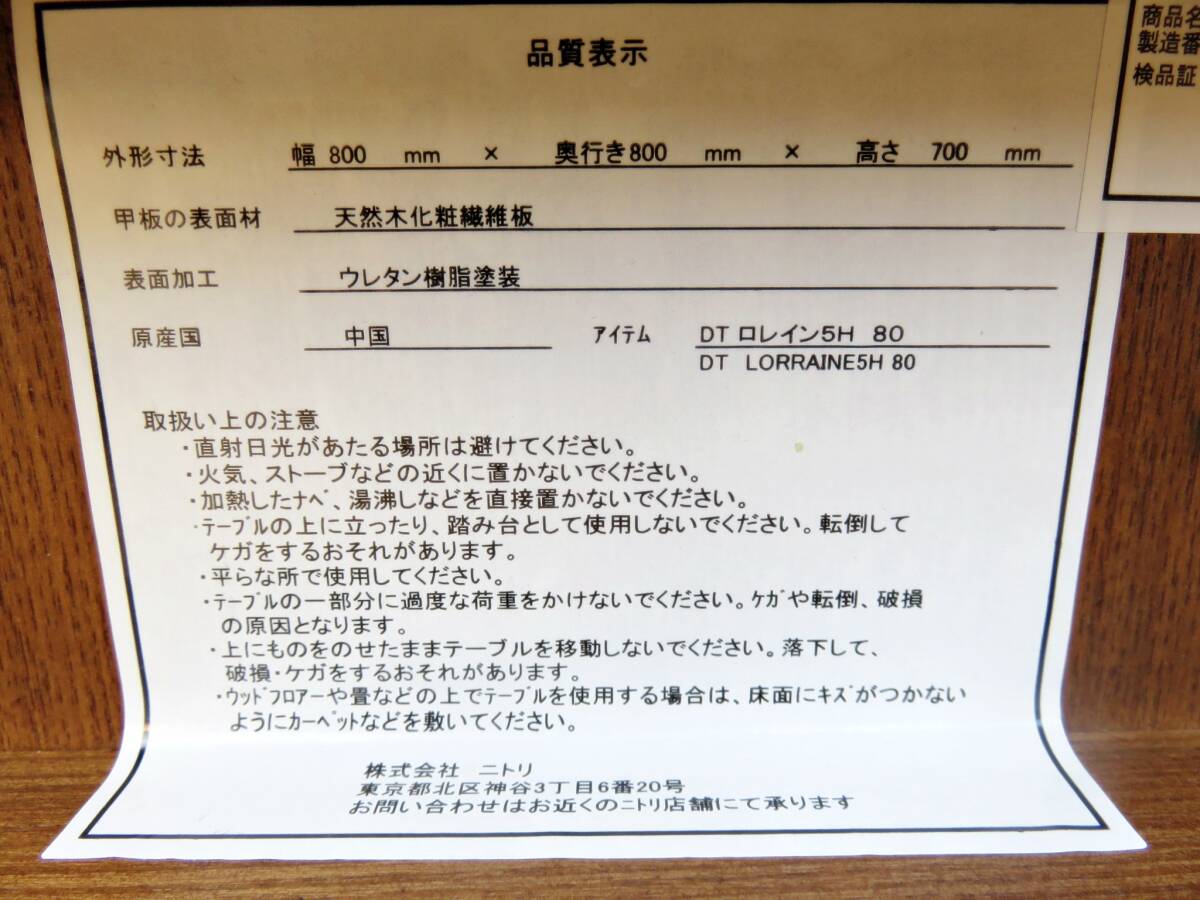 品質表示
外形寸法 幅 800 mm × 奥行き800 mm × 高さ 700 mm
甲板の表面材 天然木化粧繊維板
表面加工 ウレタン樹脂塗装
原産国 中国 アイテム DT ロレイン5H 80
DT LORRAINE5H 80
取扱い上の注意
・直射日光があたる場所は避けてください。
・火気、ストーブなどの近くに置かないでください。
・加熱したナベ、湯沸しなどを直接置かないでください。
・テーブルの上に立ったり、踏み台として使用しないでください。転倒して
ケガをするおそれがあります。
・平らな所で使用してください。
・テーブルの一部分に過度な荷重をかけないでください。ケガや転倒、破損
の原因となります。
・上にものをのせたままテーブルを移動しないでください。落下して、
破損・ケガをするおそれがあります。
・ウッドフロアーや畳などの上でテーブルを使用する場合は、床面にキズがつかない
ようにカーペットなどを敷いてください。
株式会社 ニトリ
東京都北区神谷3丁目6番20号
お問い合わせはお近くのニトリ店舗にて承ります
商品名
製造番
検品証